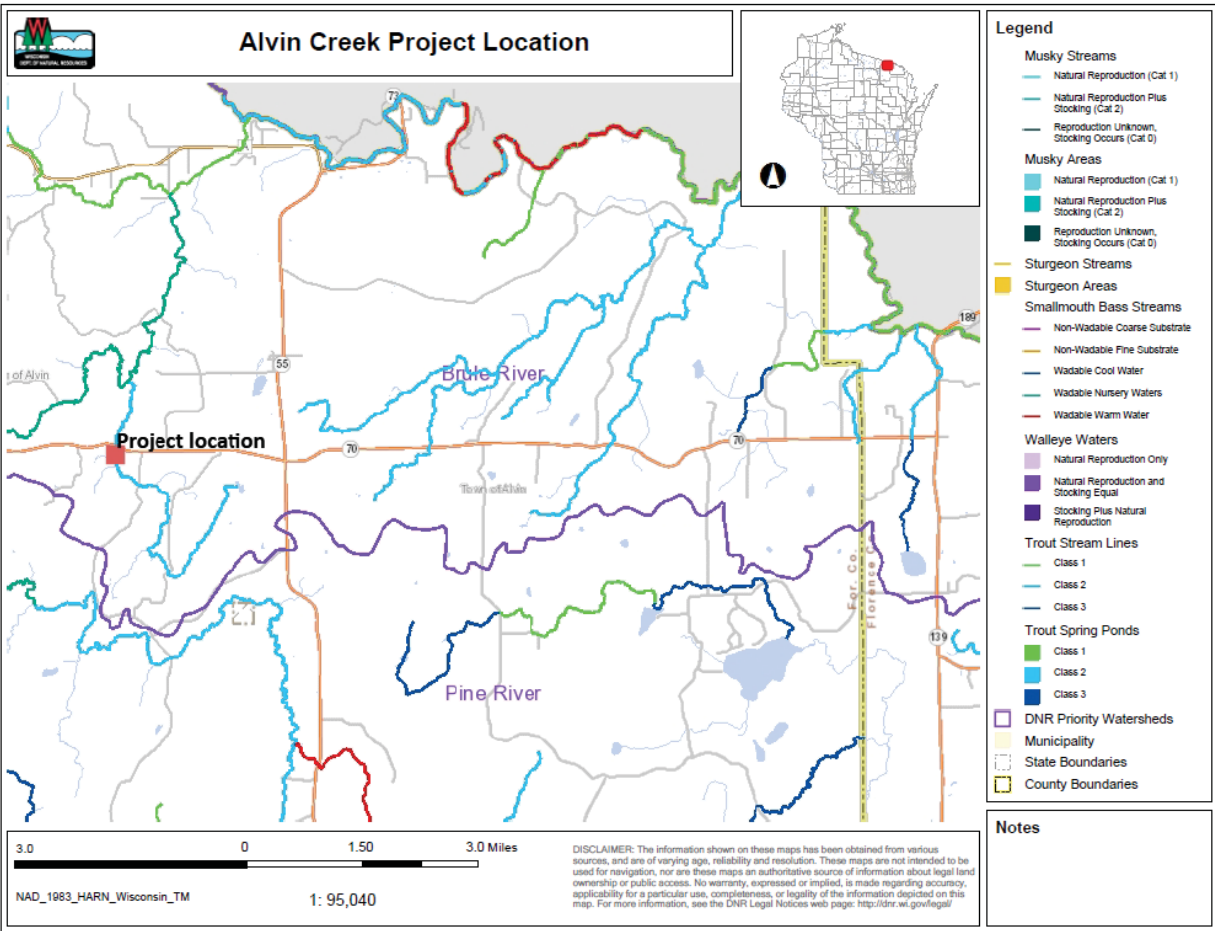 WISCONSIN
DEPT. OF NATURAL RESOURCES
Alvin Creek Project Location
73
189
55
of Alvin
Brule River
Project location
70
70
Town of Alvin
For. Co.
Florence Co.
139
Pine River
Legend
Musky Streams
Natural Reproduction (Cat 1)
Natural Reproduction Plus
Stocking (Cat 2)
Reproduction Unknown,
Stocking Occurs (Cat 0)
Musky Areas
Natural Reproduction (Cat 1)
Natural Reproduction Plus
Stocking (Cat 2)
Reproduction Unknown,
Stocking Occurs (Cat 0)
Sturgeon Streams
Sturgeon Areas
Smallmouth Bass Streams
Non-Wadable Coarse Substrate
Non-Wadable Fine Substrate
Wadable Cool Water
Wadable Nursery Waters
Wadable Warm Water
Walleye Waters
Natural Reproduction Only
Natural Reproduction and
Stocking Equal
Stocking Plus Natural
Reproduction
Trout Stream Lines
Class 1
Class 2
Class 3
Trout Spring Ponds
Class 1
Class 2
Class 3
DNR Priority Watersheds
Municipality
State Boundaries
County Boundaries
Notes
3.0 0 1.50 3.0 Miles
NAD_1983_HARN_Wisconsin_TM
1: 95,040
DISCLAIMER: The information shown on these maps has been obtained from various
sources, and are of varying age, reliability and resolution. These maps are not intended to be
used for navigation, nor are these maps an authoritative source of information about legal land
ownership or public access. No warranty, expressed or implied, is made regarding accuracy,
applicability for a particular use, completeness, or legality of the information depicted on this
map. For more information, see the DNR Legal Notices web page: http://dnr.wi.gov/legal/